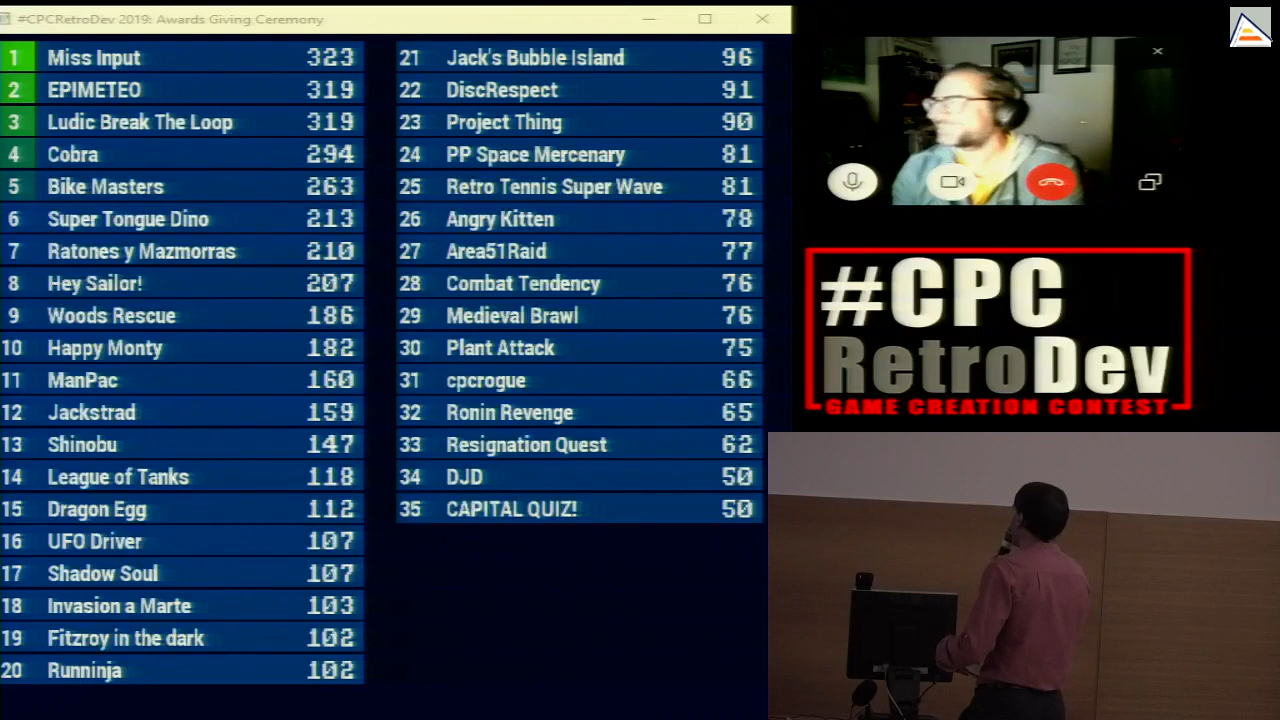 #CPCRetroDev 2019: Awards Giving Ceremony
1 Miss Input 323
2 EPIMETEO 319
3 Ludic Break The Loop 319
4 Cobra 294
5 Bike Masters 263
6 Super Tongue Dino 213
7 Ratones y Mazmorras 210
8 Hey Sailor! 207
9 Woods Rescue 186
10 Happy Monty 182
11 ManPac 160
12 Jackstrad 159
13 Shinobu 147
14 League of Tanks 118
15 Dragon Egg 112
16 UFO Driver 107
17 Shadow Soul 107
18 Invasion a Marte 103
19 Fitzroy in the dark 102
20 Runninja 102
21 Jack's Bubble Island 96
22 DiscRespect 91
23 Project Thing 90
24 PP Space Mercenary 81
25 Retro Tennis Super Wave 81
26 Angry Kitten 78
27 Area51Raid 77
28 Combat Tendency 76
29 Medieval Brawl 76
30 Plant Attack 75
31 cpcrogue 66
32 Ronin Revenge 65
33 Resignation Quest 62
34 DJD 50
35 CAPITAL QUIZ! 50
#CPC
RetroDev
GAME CREATION CONTEST